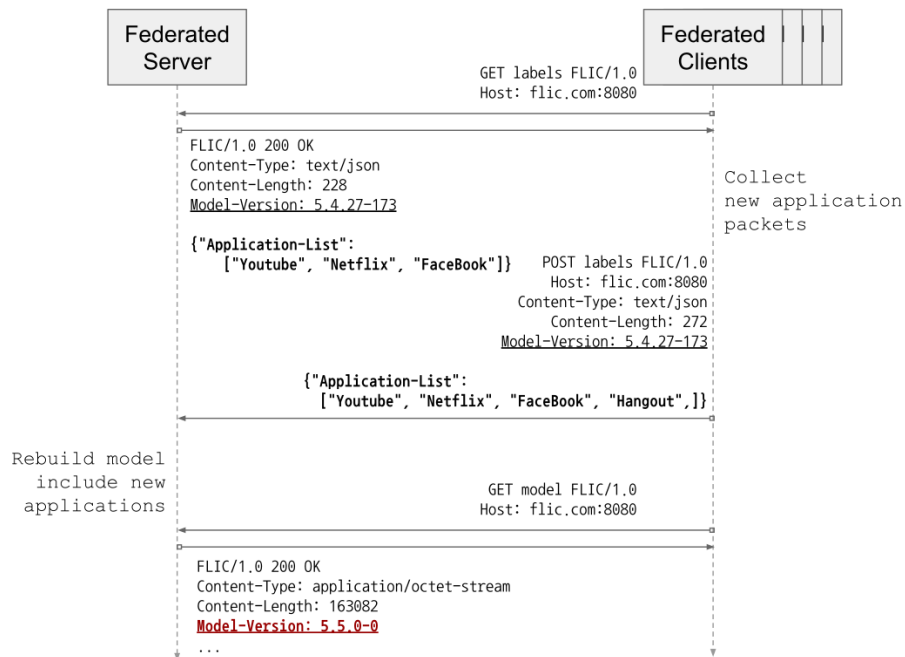 Federated
Server
Federated
Clients
GET labels FLIC/1.0
Host: flic.com:8080
FLIC/1.0 200 OK
Content-Type: text/json
Content-Length: 228
Model-Version: 5.4.27-173
Collect
new application
packets
{"Application-List":
["Youtube", "Netflix", "FaceBook"]}
POST labels FLIC/1.0
Host: flic.com:8080
Content-Type: text/json
Content-Length: 272
Model-Version: 5.4.27-173
{"Application-List":
["Youtube", "Netflix", "FaceBook", "Hangout",]}
Rebuild model
include new
applications
GET model FLIC/1.0
Host: flic.com:8080
FLIC/1.0 200 OK
Content-Type: application/octet-stream
Content-Length: 163082
Model-Version: 5.5.0-0
...